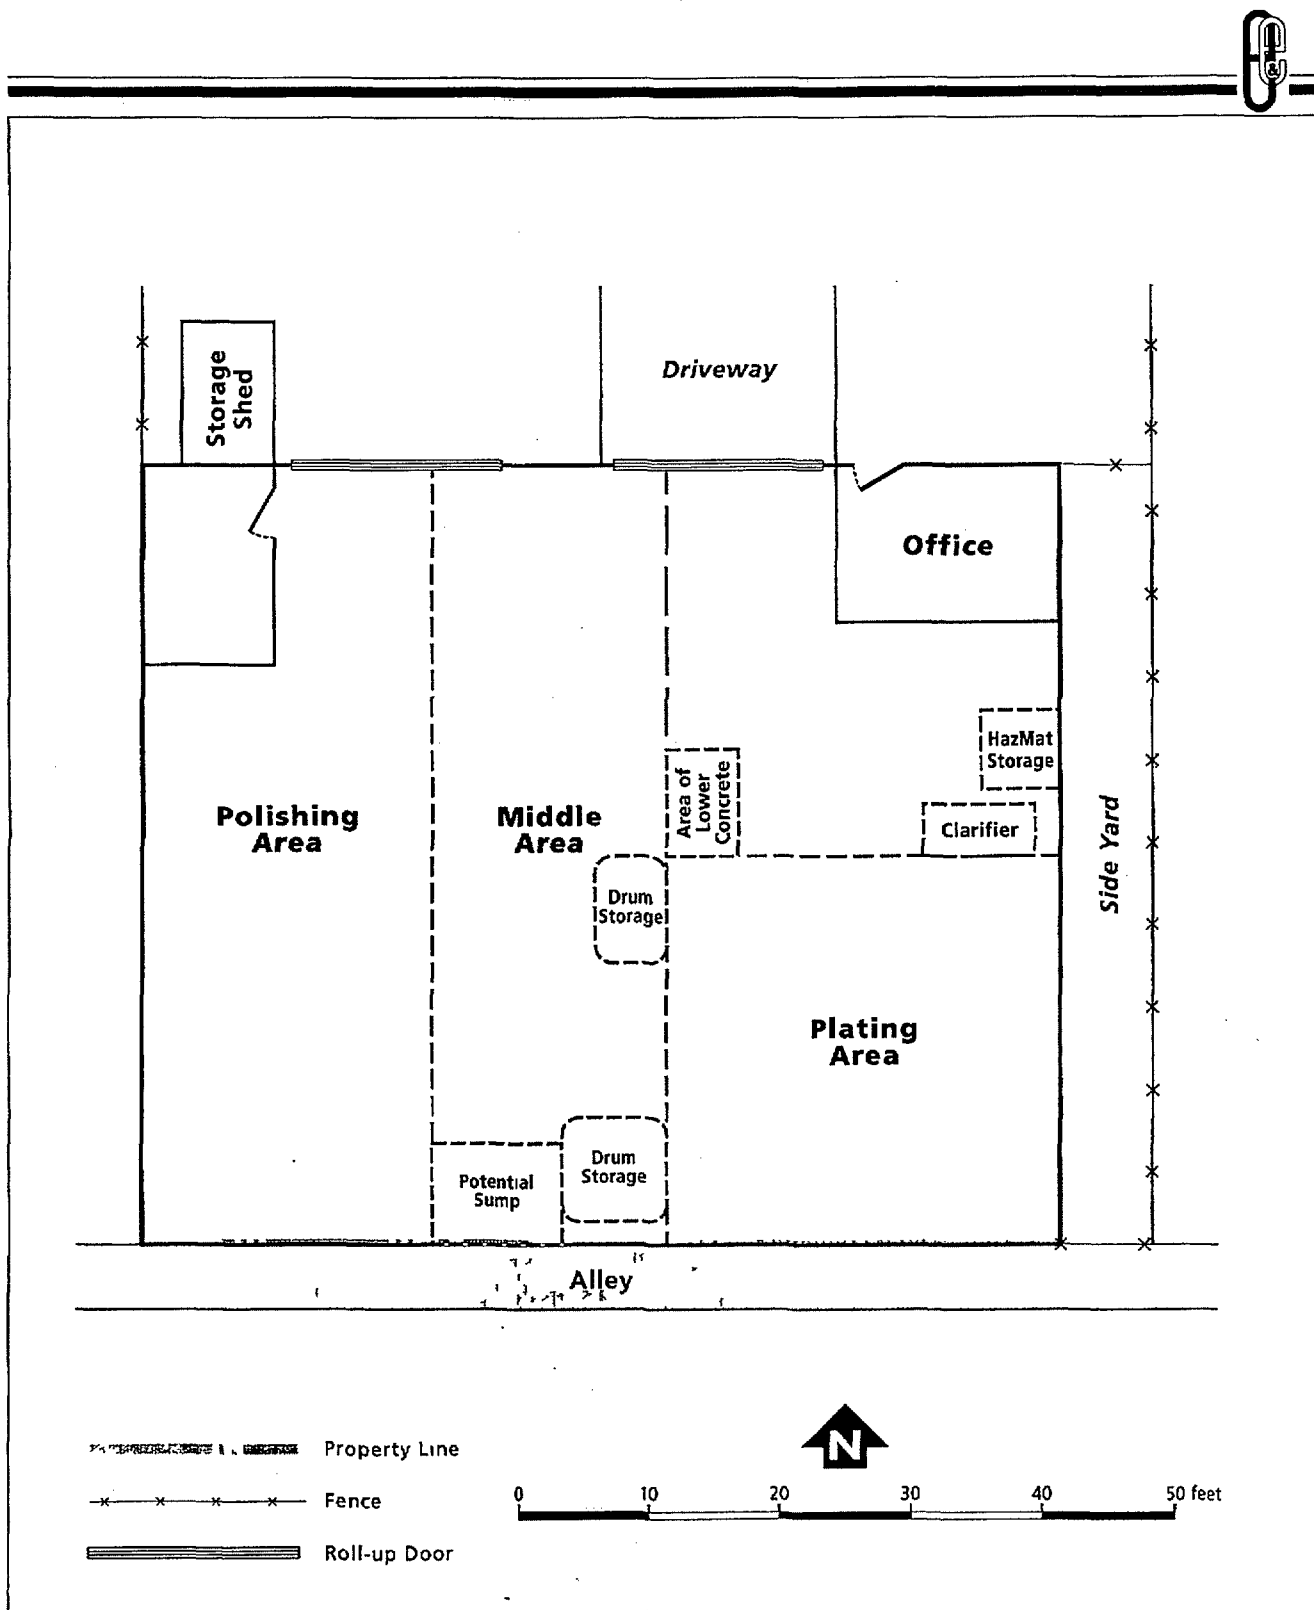 Driveway
Storage
Shed
Office
HazMat
Storage
Polishing
Area
Middle
Area
Area of
Lower
Concrete
Clarifier
Side Yard
Drum
Storage
Plating
Area
Drum
Storage
Potential
Sump
Alley
Property Line
Fence
Roll-up Door
N
0 10 20 30 40 50 feet